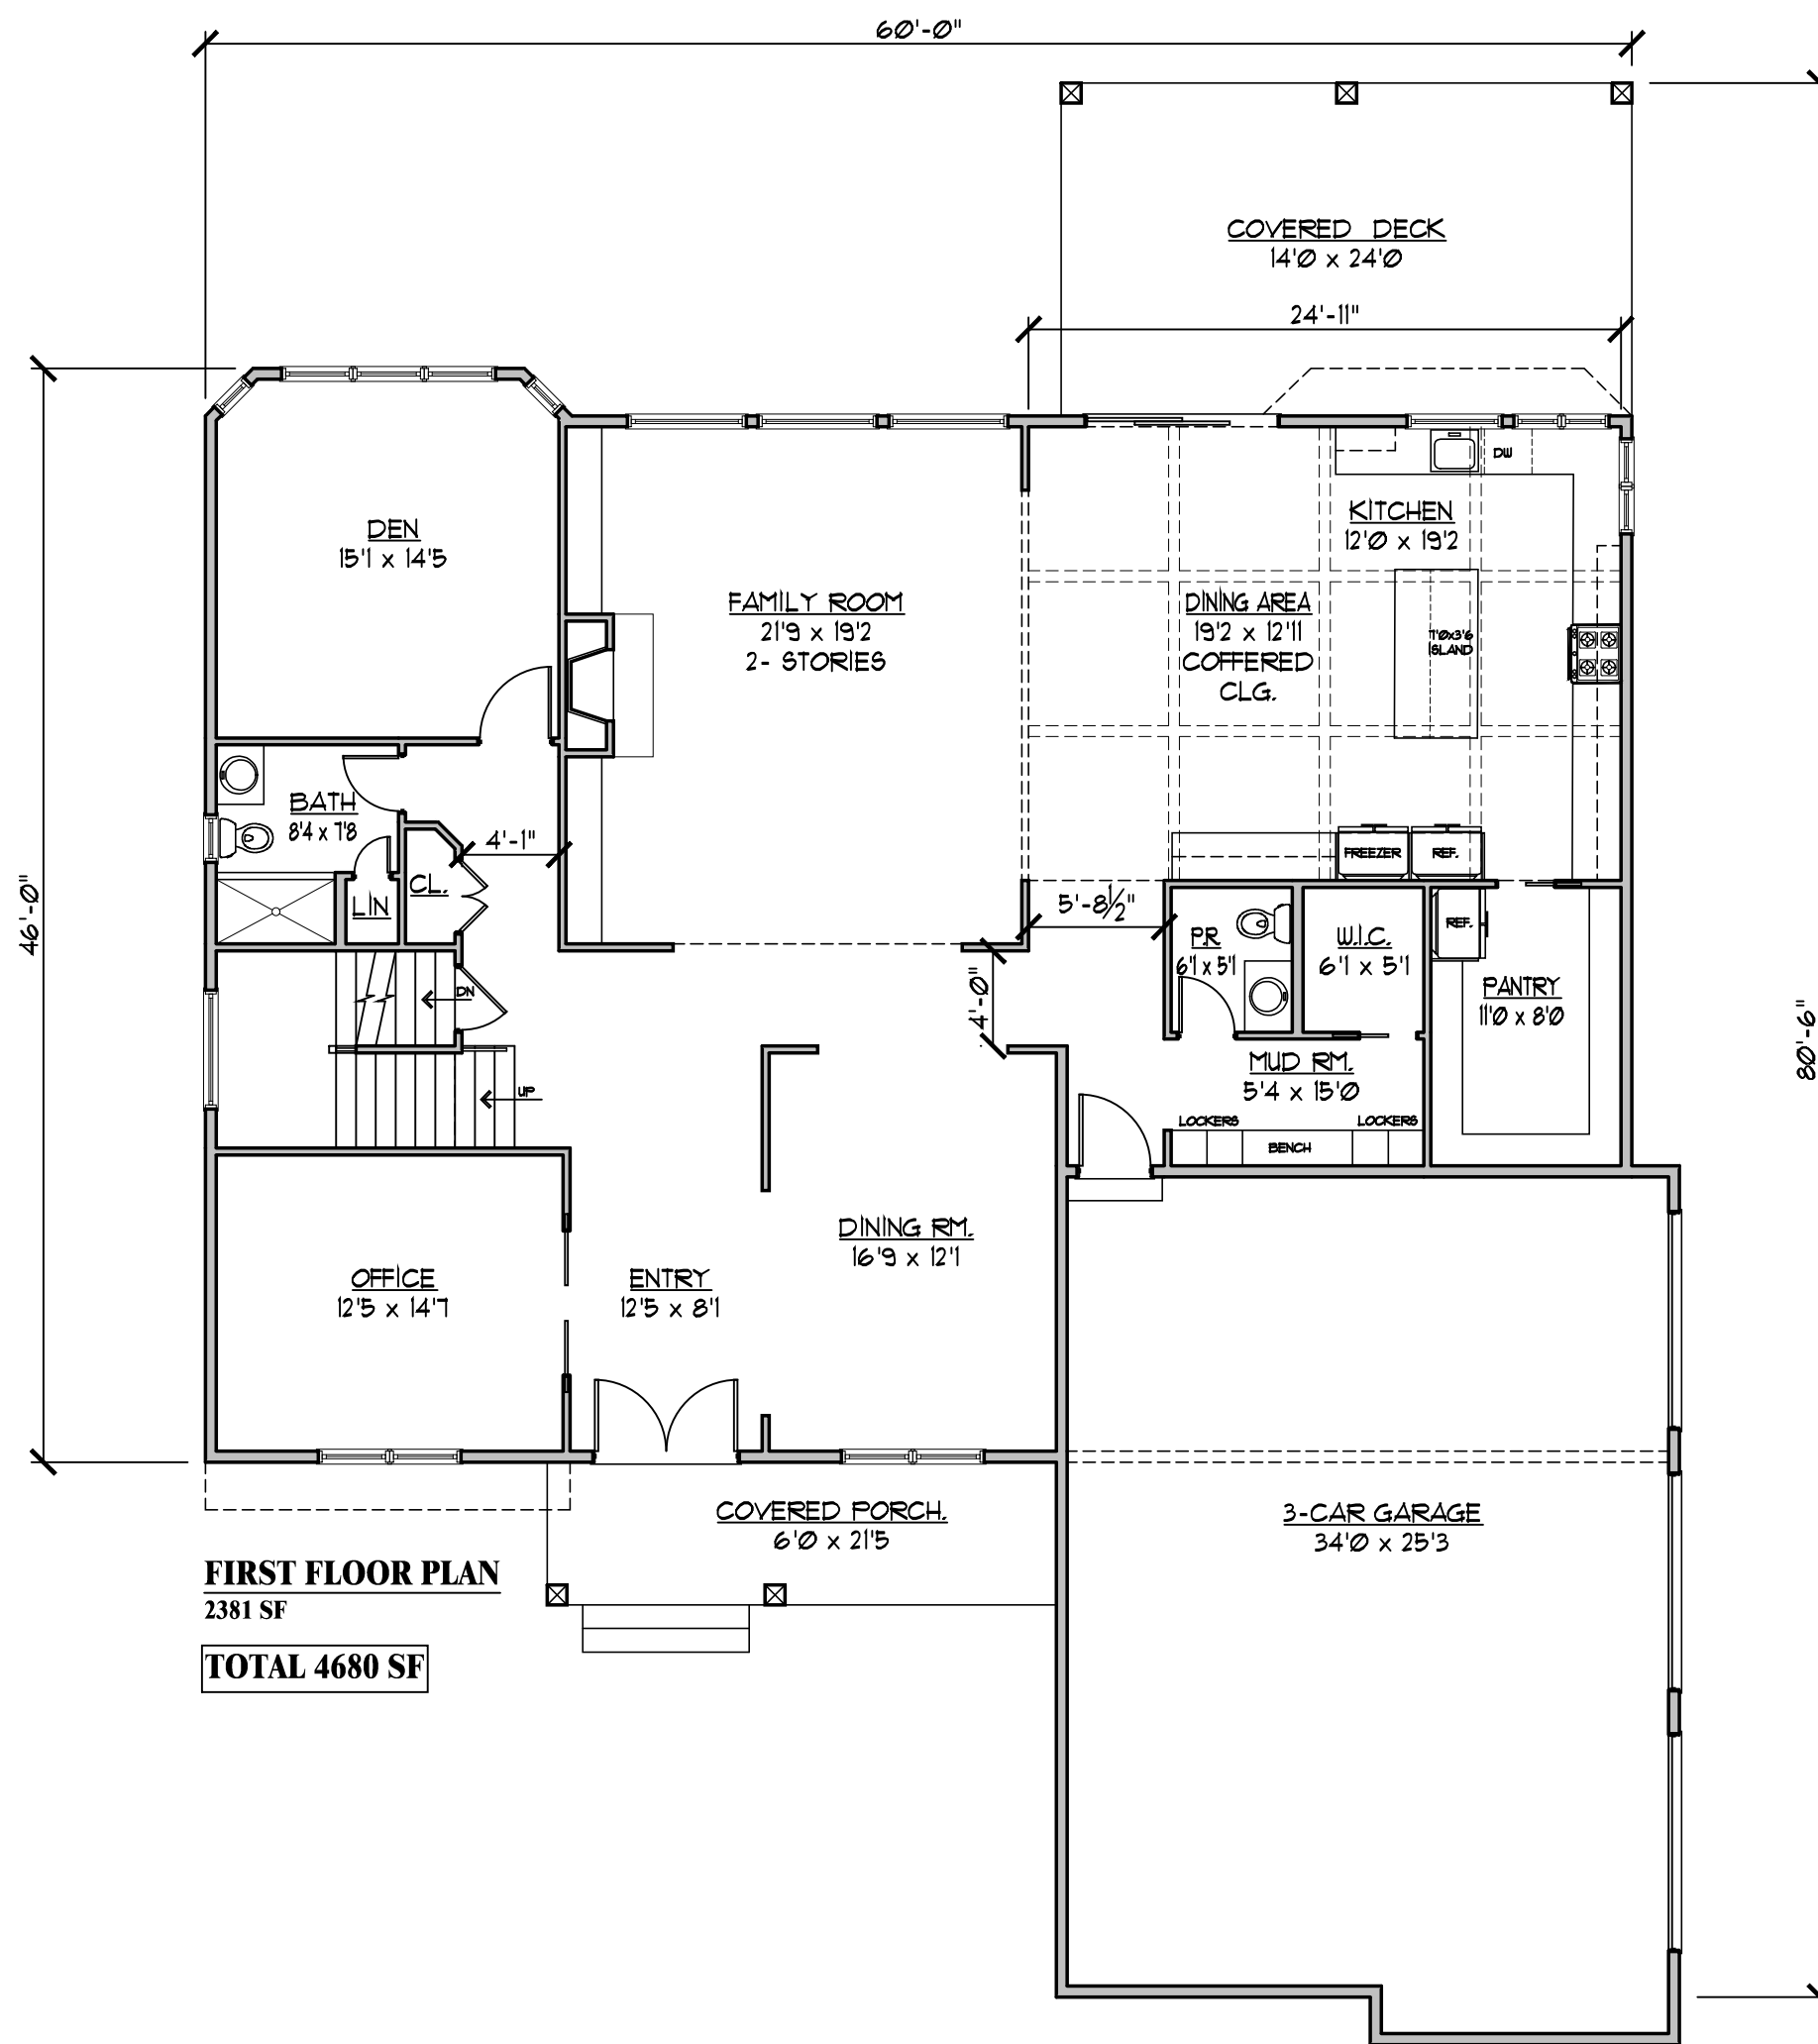 60'-0"
COVERED DECK
14'0 x 24'0
24'-11"
DEN
15'1 x 14'5
FAMILY ROOM
21'9 x 19'2
2- STORIES
DINING AREA
19'2 x 12'11
COFFERED
CLG.
KITCHEN
12'0 x 19'2
DW
7'0x3'6
ISLAND
BATH
8'4 x 7'8
4'-1"
CL.
LIN
FREEZER
REF.
5'-8½"
P.R.
6'1 x 5'1
W.I.C.
6'1 x 5'1
REF.
PANTRY
11'0 x 8'0
46'-0"
DN
4'-0"
80'-6"
UP
MUD RM.
5'4 x 15'0
LOCKERS
LOCKERS
BENCH
DINING RM.
16'9 x 12'1
OFFICE
12'5 x 14'7
ENTRY
12'5 x 8'1
COVERED PORCH.
6'0 x 21'5
3-CAR GARAGE
34'0 x 25'3
FIRST FLOOR PLAN
2381 SF
TOTAL 4680 SF